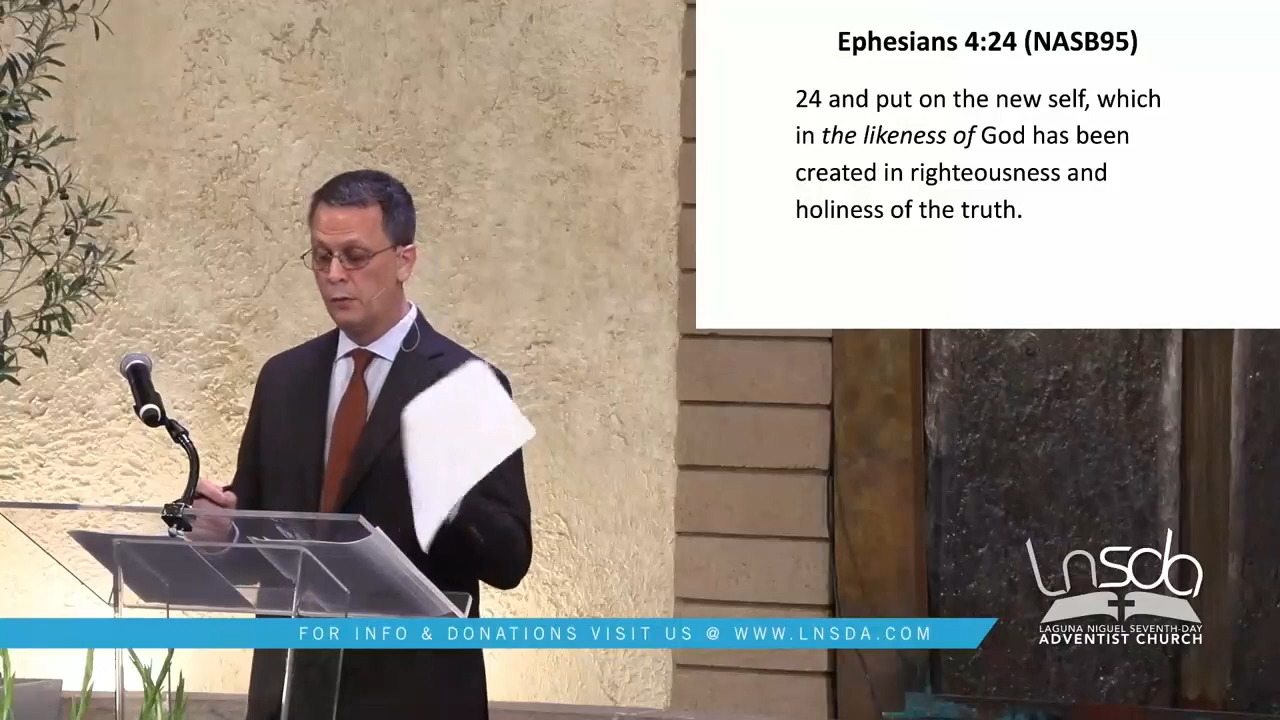 Ephesians 4:24 (NASB95)
24 and put on the new self, which
in the likeness of God has been
created in righteousness and
holiness of the truth.
LNSDA
LAGUNA NIGUEL SEVENTH-DAY
ADVENTIST CHURCH
FOR INFO & DONATIONS VISIT US @ WWW.LNSDA.COM